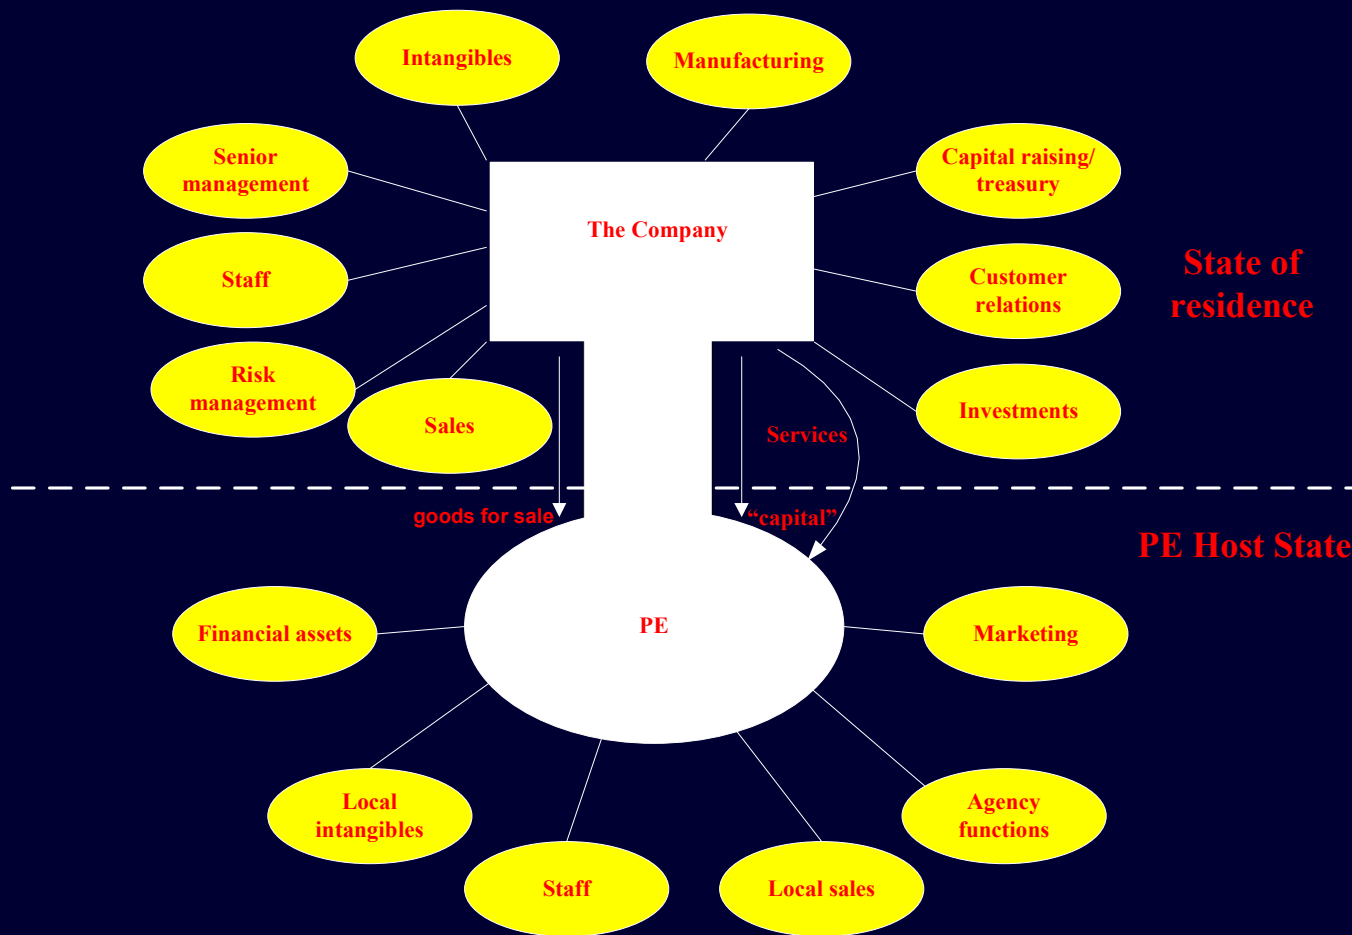 Intangibles
Manufacturing
Senior
management
Capital raising/
treasury
The Company
Staff
Customer
relations
State of
residence
Risk
management
Sales
Investments
Services
goods for sale
“capital”
PE Host State
Financial assets
PE
Marketing
Local
intangibles
Agency
functions
Staff
Local sales